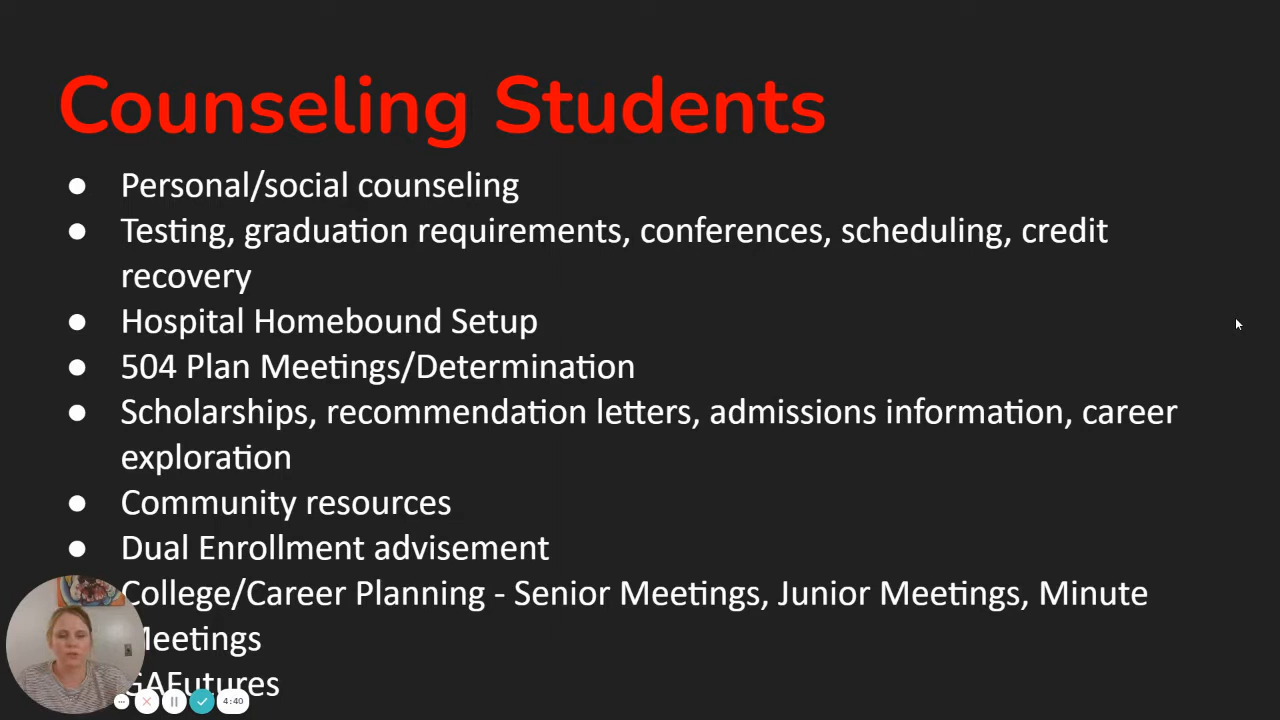 Counseling Students
● Personal/social counseling
● Testing, graduation requirements, conferences, scheduling, credit
recovery
● Hospital Homebound Setup
● 504 Plan Meetings/Determination
● Scholarships, recommendation letters, admissions information, career
exploration
● Community resources
● Dual Enrollment advisement
College/Career Planning - Senior Meetings, Junior Meetings, Minute
Meetings
GAFutures
4:40